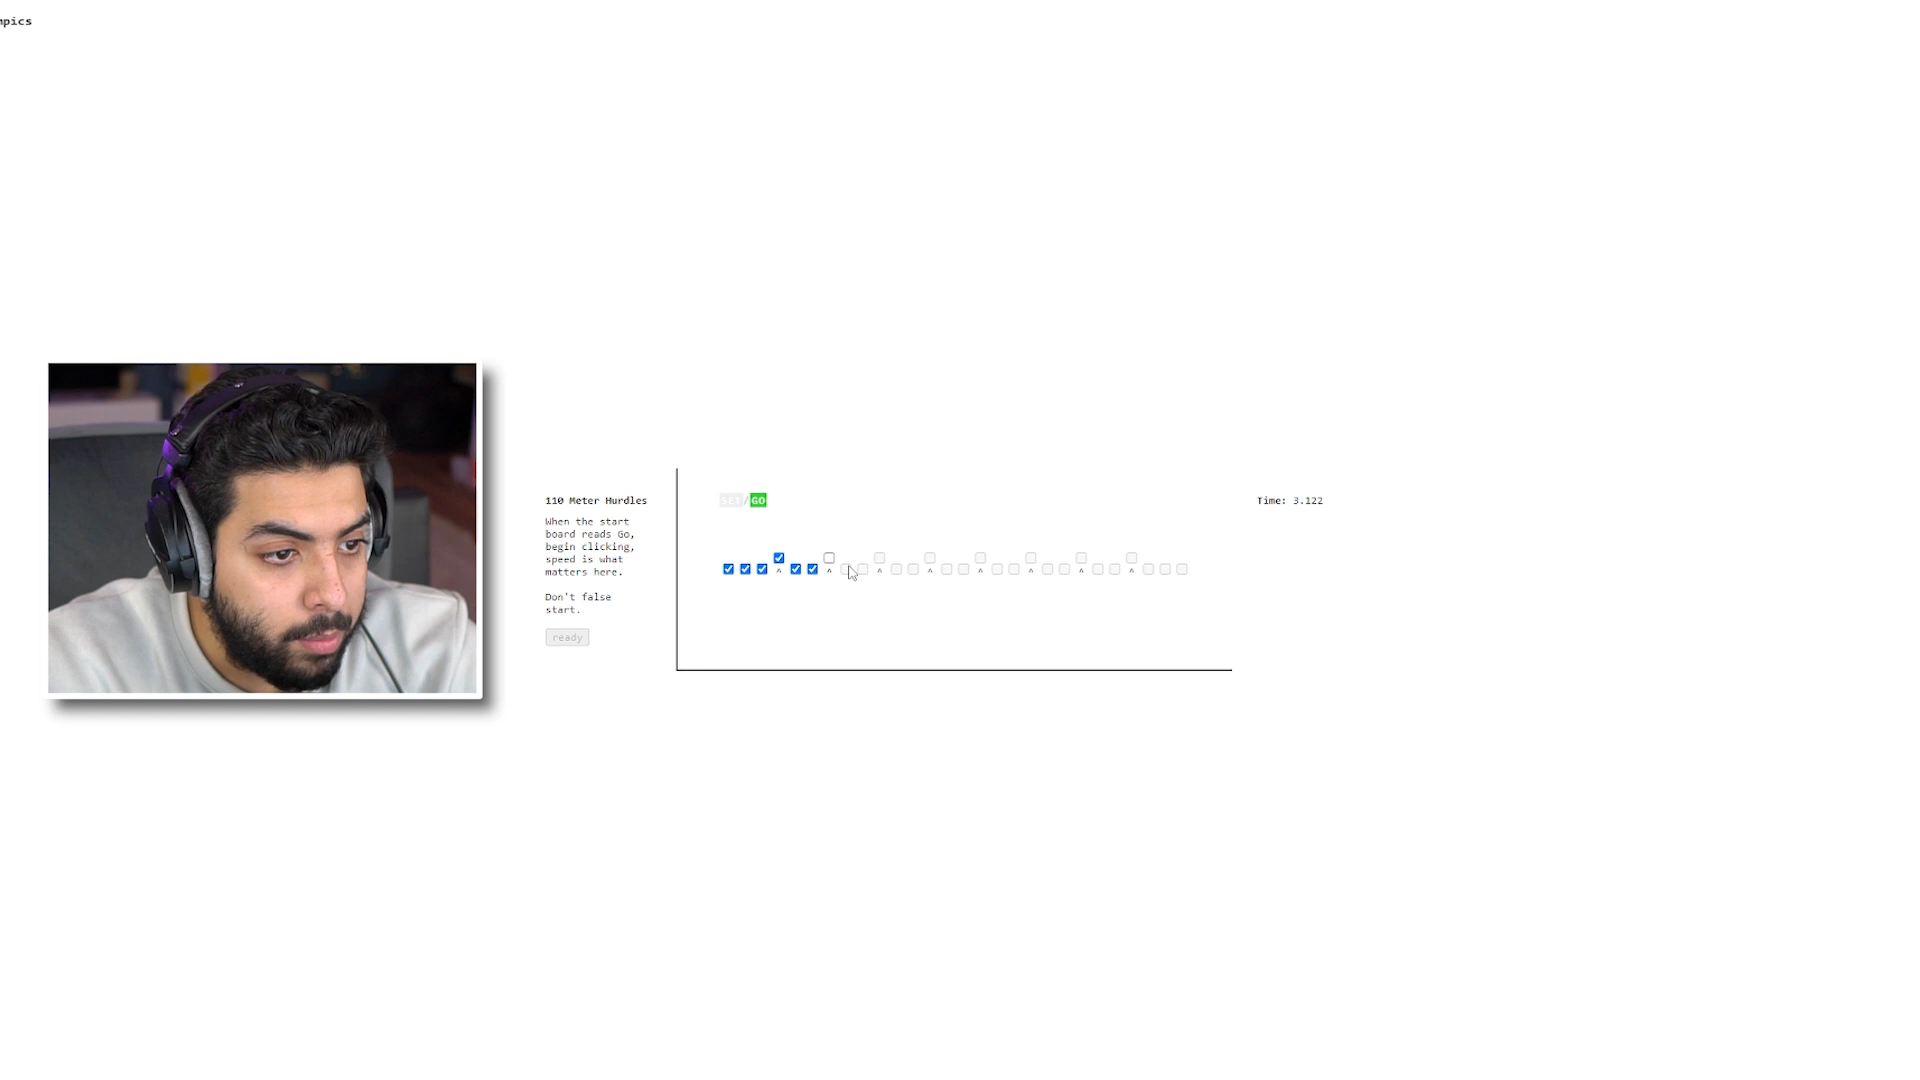 mpics
110 Meter Hurdles
When the start
board reads Go,
begin clicking,
speed is what
matters here.
Don't false
start.
ready
SET/GO
^ ^ ^ ^ ^ ^ ^ ^
Time: 3.122